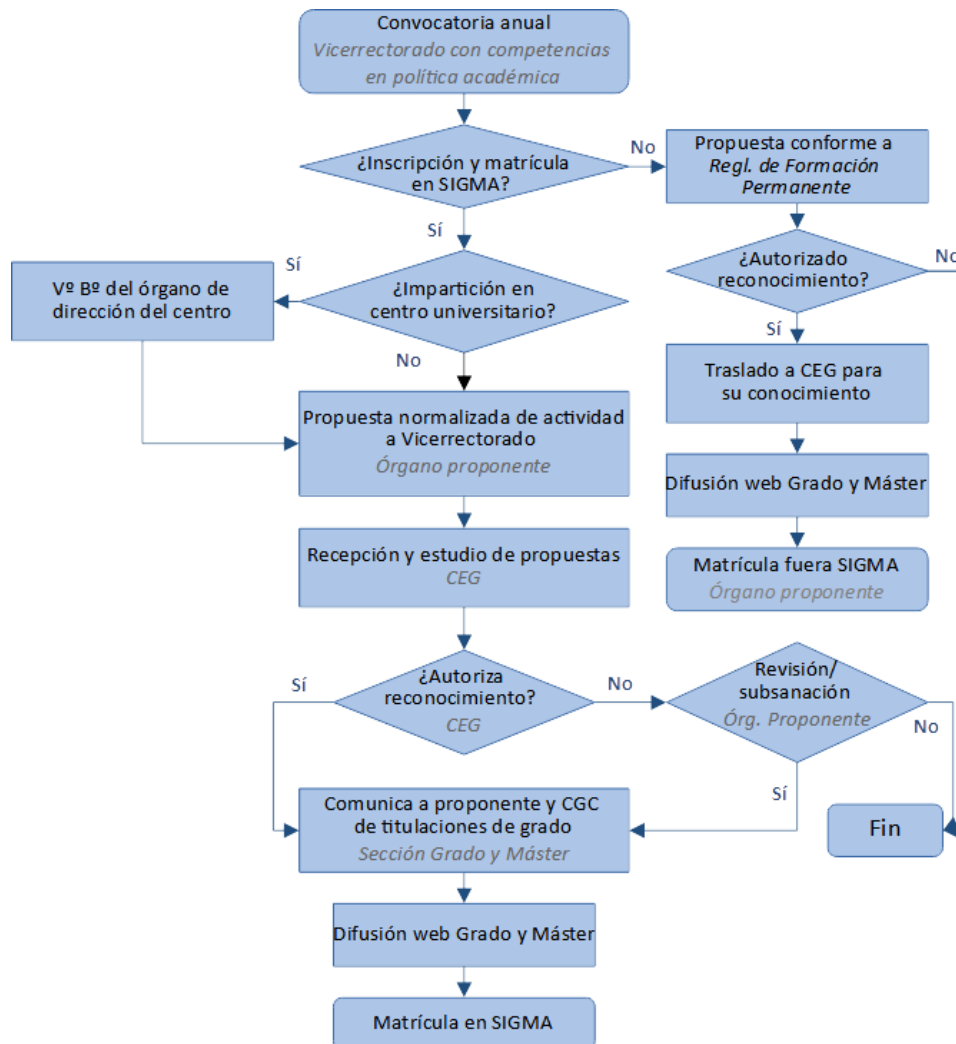 Convocatoria anual
Vicerrectorado con competencias
en política académica
¿Inscripción y matrícula
en SIGMA?
No
Propuesta conforme a
Regl. de Formación
Permanente
Sí
¿Autorizado
reconocimiento?
No
Sí
Vº Bº del órgano de
dirección del centro
¿Impartición en
centro universitario?
No
Sí
Traslado a CEG para
su conocimiento
Propuesta normalizada de actividad
a Vicerrectorado
Órgano proponente
Difusión web Grado y Máster
Recepción y estudio de propuestas
CEG
Matrícula fuera SIGMA
Órgano proponente
Sí
¿Autoriza
reconocimiento?
CEG
No
Revisión/
subsanación
Órg. Proponente
No
Sí
Comunica a proponente y CGC
de titulaciones de grado
Sección Grado y Máster
Fin
Difusión web Grado y Máster
Matrícula en SIGMA